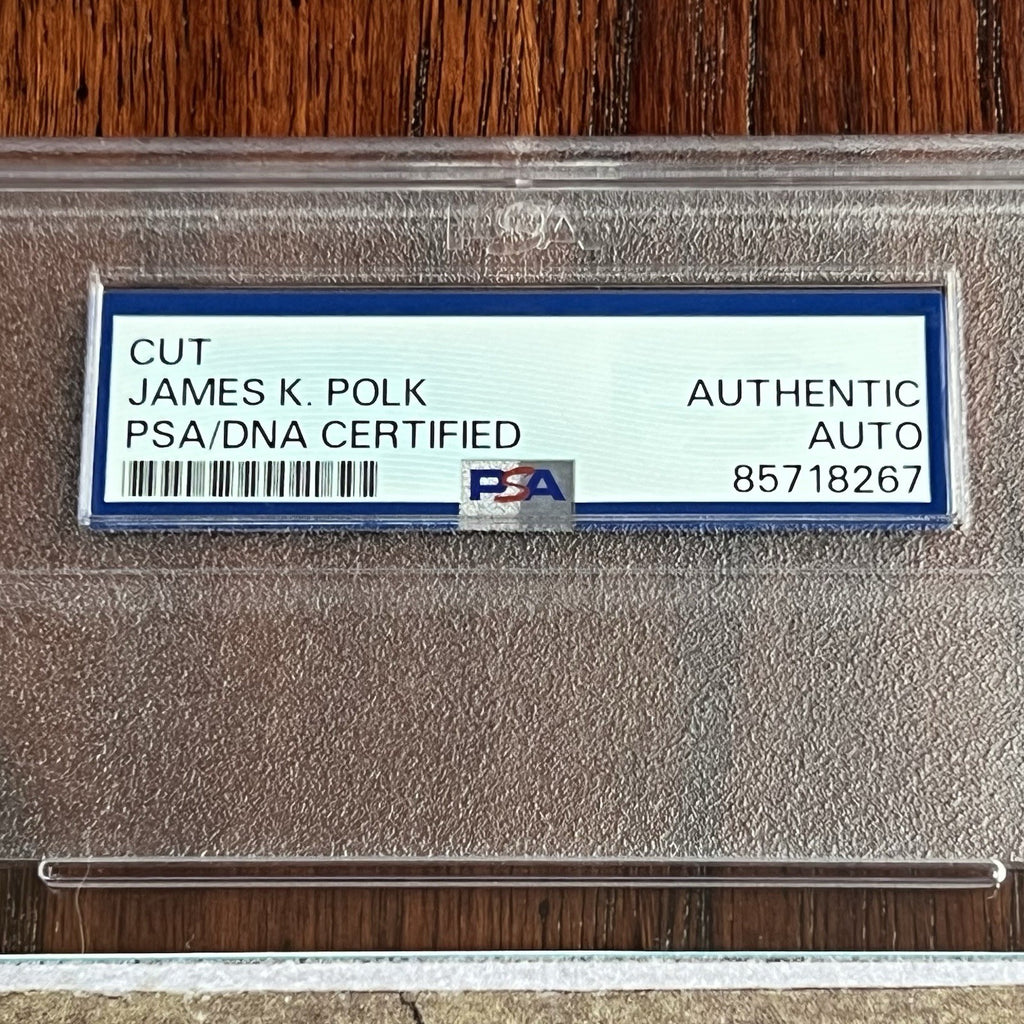 PSA
CUT
JAMES K. POLK
PSA/DNA CERTIFIED
AUTHENTIC
AUTO
85718267
PSA